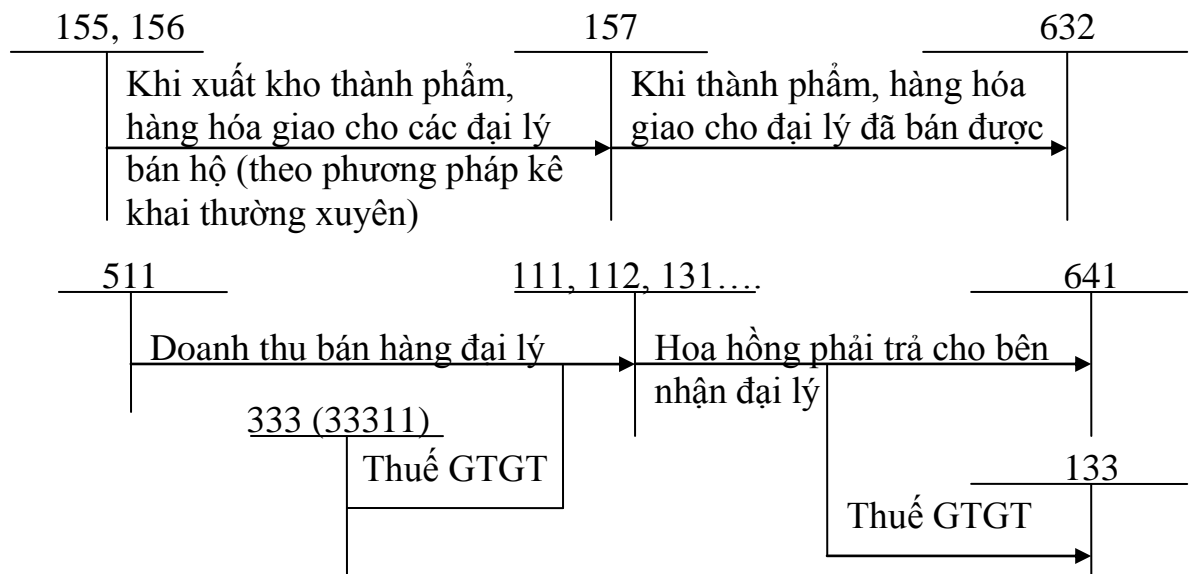 155, 156
157
632
Khi xuất kho thành phẩm,
hàng hóa giao cho các đại lý
bán hộ (theo phương pháp kê
khai thường xuyên)
Khi thành phẩm, hàng hóa
giao cho đại lý đã bán được
511
111, 112, 131….
641
Doanh thu bán hàng đại lý
Hoa hồng phải trả cho bên
nhận đại lý
333 (33311)
Thuế GTGT
133
Thuế GTGT